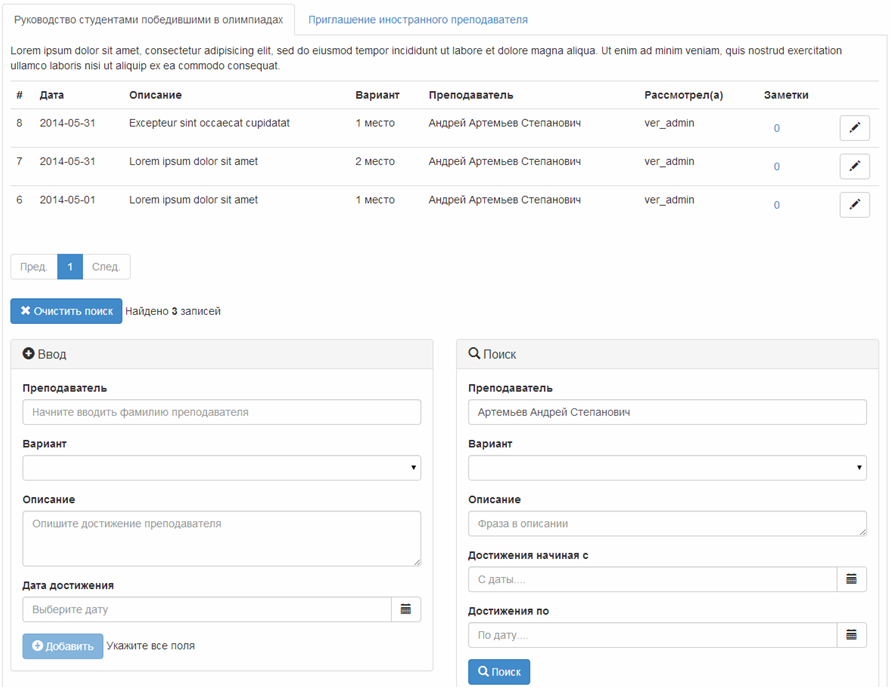 Руководство студентами победившими в олимпиадах Приглашение иностранного преподавателя
Lorem ipsum dolor sit amet, consectetur adipisicing elit, sed do eiusmod tempor incididunt ut labore et dolore magna aliqua. Ut enim ad minim veniam, quis nostrud exercitation
ullamco laboris nisi ut aliquip ex ea commodo consequat.
# Дата Описание Вариант Преподаватель Рассмотрел(а) Заметки
8 2014-05-31 Excepteur sint occaecat cupidatat 1 место Андрей Артемьев Степанович ver_admin 0
7 2014-05-31 Lorem ipsum dolor sit amet 2 место Андрей Артемьев Степанович ver_admin 0
6 2014-05-01 Lorem ipsum dolor sit amet 1 место Андрей Артемьев Степанович ver_admin 0
Пред. 1 След.
Очистить поиск Найдено 3 записей
Ввод
Преподаватель
Начните вводить фамилию преподавателя
Вариант
Описание
Опишите достижение преподавателя
Дата достижения
Выберите дату
Добавить Укажите все поля
Поиск
Преподаватель
Артемьев Андрей Степанович
Вариант
Описание
Фраза в описании
Достижения начиная с
С даты....
Достижения по
По дату....
Поиск